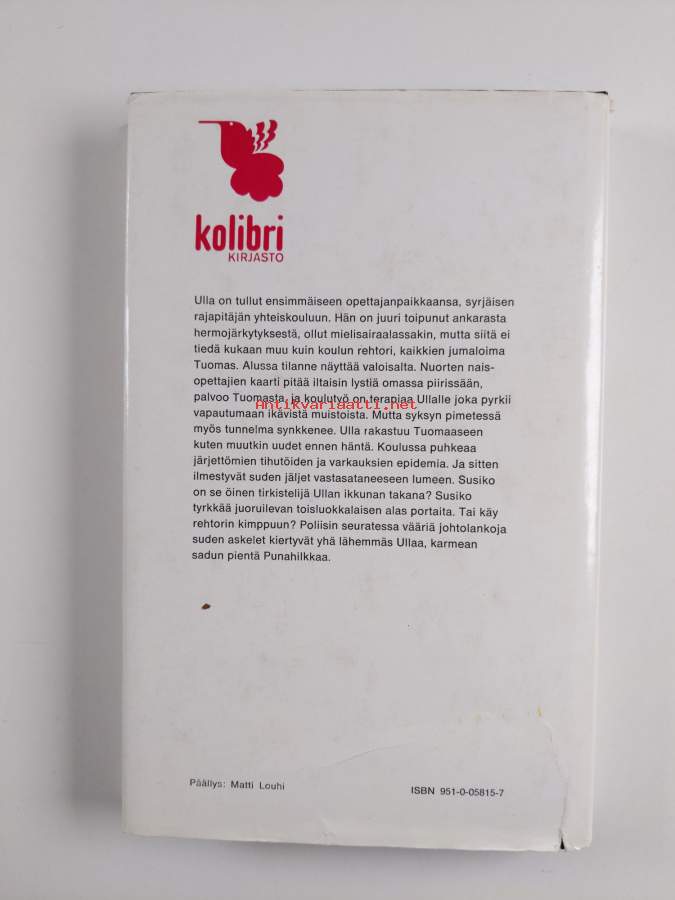 kolibri
KIRJASTO
Ulla on tullut ensimmäiseen opettajanpaikkaansa, syrjäisen
rajapitäjän yhteiskouluun. Hän on juuri toipunut ankarasta
hermojärkytyksestä, ollut mielisairaalassakin, mutta siitä ei
tiedä kukaan muu kuin koulun rehtori, kaikkien jumaloima
Tuomas. Alussa tilanne näyttää valoisalta. Nuorten nais-
opettajien kaarti pitää iltaisin lystiä omassa piirissään,
palvoo Tuomasta, ja koulutyö on terapiaa Ullalle joka pyrkii
Antikvariaatti.net
vapautumaan ikävistä muistoista. Mutta syksyn pimetessä
myös tunnelma synkkenee. Ulla rakastuu Tuomaaseen
kuten muutkin uudet ennen häntä. Koulussa puhkeaa
järjettömien tihutöiden ja varkauksien epidemia. Ja sitten
ilmestyvät suden jäljet vastasataneeseen lumeen. Susiko
on se öinen tirkistelijä Ullan ikkunan takana? Susiko
tyrkkää juoruilevan toisluokkalaisen alas portaita. Tai käy
rehtorin kimppuun? Poliisin seuratessa vääriä johtolankoja
suden askelet kiertyvät yhä lähemmäs Ullaa, karmean
sadun pientä Punahilkkaa.
Päällys: Matti Louhi
ISBN 951-0-05815-7